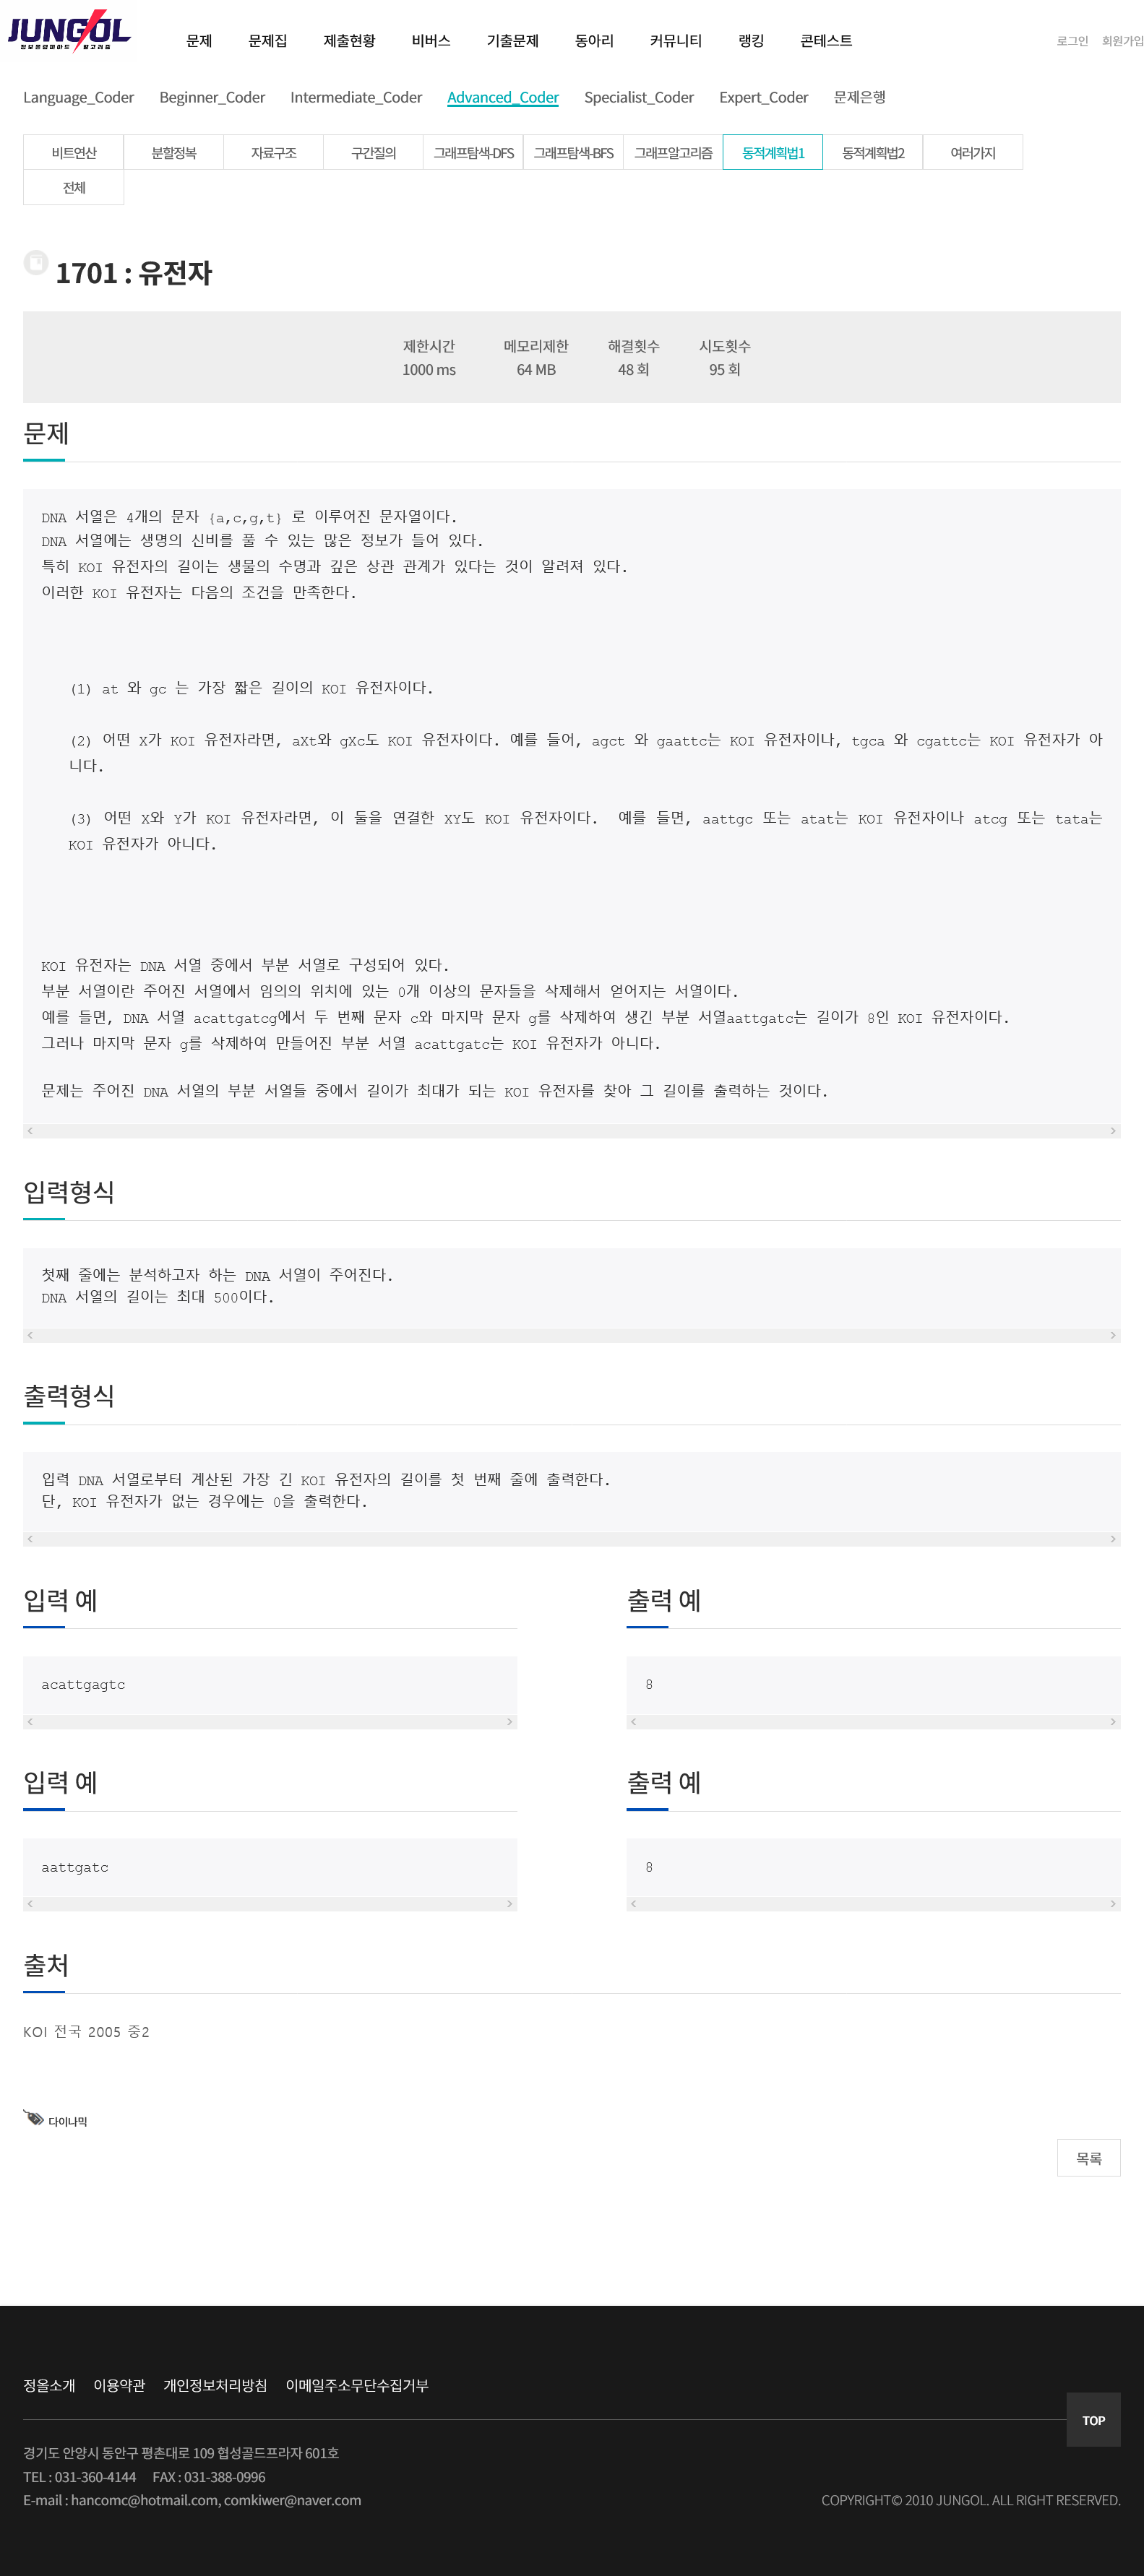 JUNGOL
정보올림피아드 알고리즘
문제 문제집 제출현황 비버스 기출문제 동아리 커뮤니티 랭킹 콘테스트 로그인 회원가입
Language_Coder Beginner_Coder Intermediate_Coder Advanced_Coder Specialist_Coder Expert_Coder 문제은행
비트연산 분할정복 자료구조 구간질의 그래프탐색-DFS 그래프탐색-BFS 그래프알고리즘 동적계획법1 동적계획법2 여러가지
전체
1701 : 유전자
제한시간 메모리제한 해결횟수 시도횟수
1000 ms 64 MB 48 회 95 회
문제
DNA 서열은 4개의 문자 {a,c,g,t} 로 이루어진 문자열이다.
DNA 서열에는 생명의 신비를 풀 수 있는 많은 정보가 들어 있다.
특히 KOI 유전자의 길이는 생물의 수명과 깊은 상관 관계가 있다는 것이 알려져 있다.
이러한 KOI 유전자는 다음의 조건을 만족한다.
(1) at 와 gc 는 가장 짧은 길이의 KOI 유전자이다.
(2) 어떤 X가 KOI 유전자라면, aXt와 gXc도 KOI 유전자이다. 예를 들어, agct 와 gaattc는 KOI 유전자이나, tgca 와 cgattc는 KOI 유전자가 아
니다.
(3) 어떤 X와 Y가 KOI 유전자라면, 이 둘을 연결한 XY도 KOI 유전자이다. 예를 들면, aattgc 또는 atat는 KOI 유전자이나 atcg 또는 tata는
KOI 유전자가 아니다.
KOI 유전자는 DNA 서열 중에서 부분 서열로 구성되어 있다.
부분 서열이란 주어진 서열에서 임의의 위치에 있는 0개 이상의 문자들을 삭제해서 얻어지는 서열이다.
예를 들면, DNA 서열 acattgatcg에서 두 번째 문자 c와 마지막 문자 g를 삭제하여 생긴 부분 서열aattgatc는 길이가 8인 KOI 유전자이다.
그러나 마지막 문자 g를 삭제하여 만들어진 부분 서열 acattgatc는 KOI 유전자가 아니다.
문제는 주어진 DNA 서열의 부분 서열들 중에서 길이가 최대가 되는 KOI 유전자를 찾아 그 길이를 출력하는 것이다.
입력형식
첫째 줄에는 분석하고자 하는 DNA 서열이 주어진다.
DNA 서열의 길이는 최대 500이다.
출력형식
입력 DNA 서열로부터 계산된 가장 긴 KOI 유전자의 길이를 첫 번째 줄에 출력한다.
단, KOI 유전자가 없는 경우에는 0을 출력한다.
입력 예 출력 예
acattgagtc 8
입력 예 출력 예
aattgatc 8
출처
KOI 전국 2005 중2
다이나믹
목록
정올소개 이용약관 개인정보처리방침 이메일주소무단수집거부
TOP
경기도 안양시 동안구 평촌대로 109 협성골드프라자 601호
TEL : 031-360-4144 FAX : 031-388-0996
E-mail : hancomc@hotmail.com, comkiwer@naver.com COPYRIGHT© 2010 JUNGOL. ALL RIGHT RESERVED.